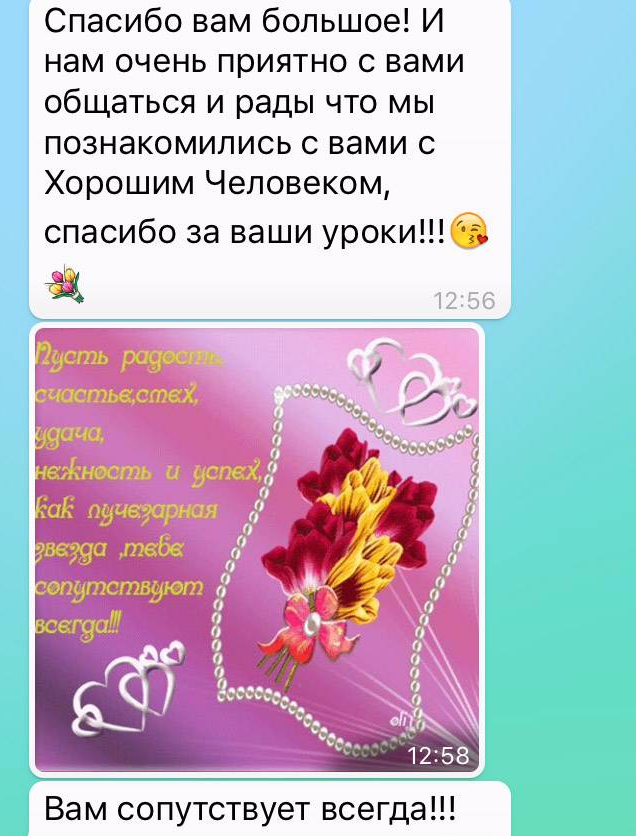 Спасибо вам большое! И
нам очень приятно с вами
общаться и рады что мы
познакомились с вами с
Хорошим Человеком,
спасибо за ваши уроки!!!😘
💐
12:56
Пусть радость,
счастье,смех,
удача,
нежность и успех,
как лучезарная
звезда ,тебе
сопутствуют
всегда!!!
12:58
Вам сопутствует всегда!!!